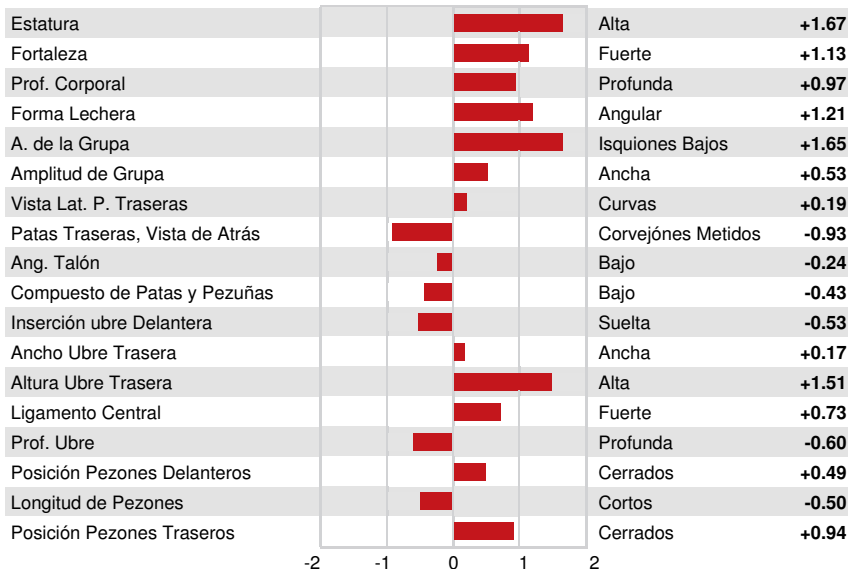 Estatura Alta +1.67
Fortaleza Fuerte +1.13
Prof. Corporal Profunda +0.97
Forma Lechera Angular +1.21
A. de la Grupa Isquiones Bajos +1.65
Amplitud de Grupa Ancha +0.53
Vista Lat. P. Traseras Curvas +0.19
Patas Traseras, Vista de Atrás Corvejónes Metidos -0.93
Ang. Talón Bajo -0.24
Compuesto de Patas y Pezuñas Bajo -0.43
Inserción ubre Delantera Suelta -0.53
Ancho Ubre Trasera Ancha +0.17
Altura Ubre Trasera Alta +1.51
Ligamento Central Fuerte +0.73
Prof. Ubre Profunda -0.60
Posición Pezones Delanteros Cerrados +0.49
Longitud de Pezones Cortos -0.50
Posición Pezones Traseros Cerrados +0.94
-2 -1 0 1 2